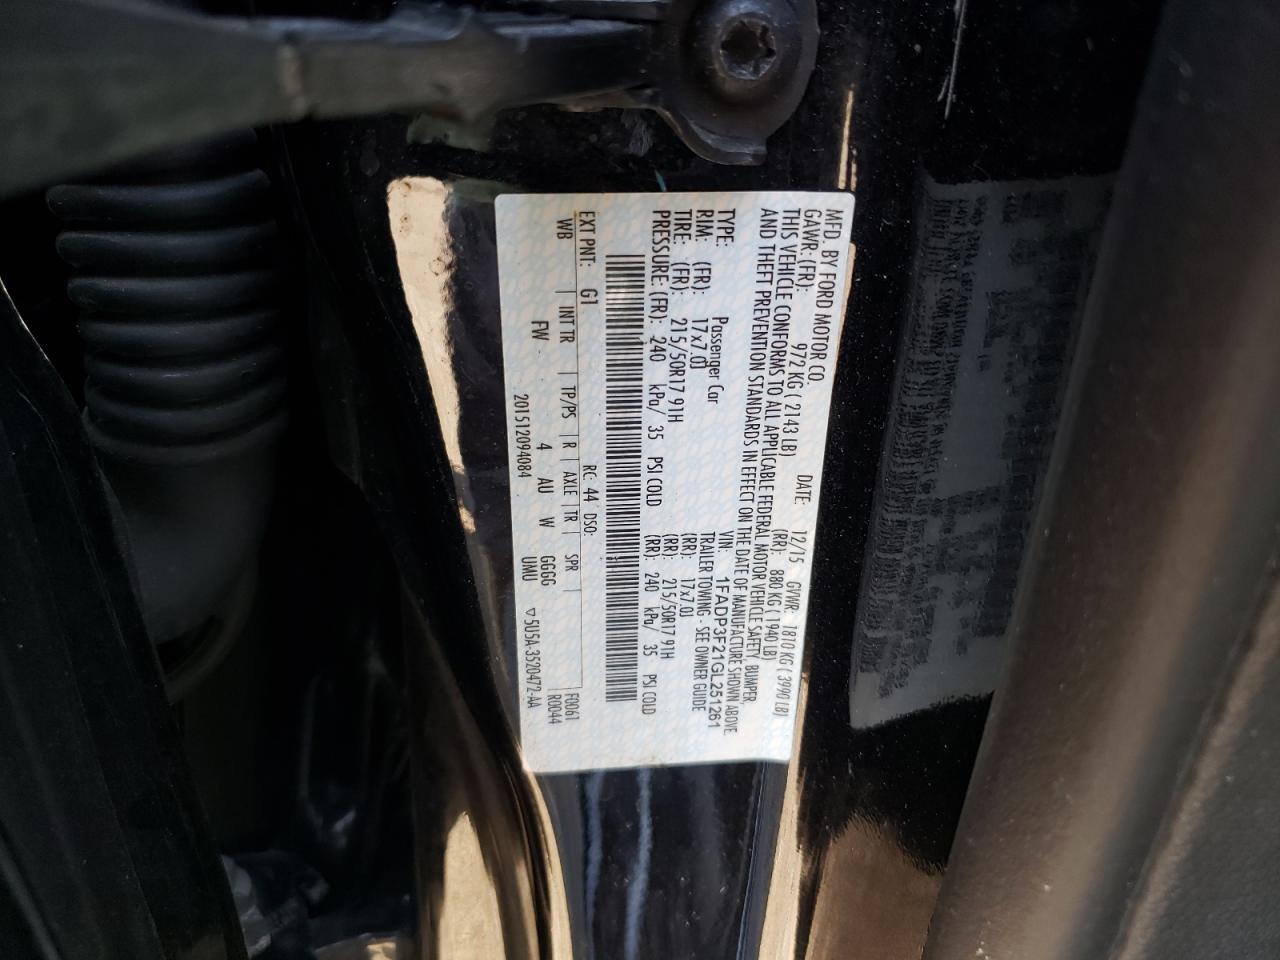 MFD. BY FORD MOTOR CO.
DATE: 12/15 GVWR: 1810 KG ( 3990 LB)
GAWR: (FR): 972 KG ( 2143 LB) (RR): 880 KG ( 1940 LB)
THIS VEHICLE CONFORMS TO ALL APPLICABLE FEDERAL MOTOR VEHICLE SAFETY, BUMPER,
AND THEFT PREVENTION STANDARDS IN EFFECT ON THE DATE OF MANUFACTURE SHOWN ABOVE
VIN: 1FADP3F21GL251261
TYPE: Passenger Car TRAILER TOWING - SEE OWNER GUIDE
RIM: (FR): 17x7.0J (RR): 17x7.0J
TIRE: (FR): 215/50R17 91H (RR): 215/50R17 91H
PRESSURE: (FR): 240 kPa/ 35 PSI COLD (RR): 240 kPa/ 35 PSI COLD
EXT PNT: G1 RC: 44 DSO: F0061
WB | INT TR | TP/PS | R | AXLE | TR | SPR | R0044
FW 4 AU W GGGG
201512094084 UMU ▽5U5A-3520472-AA